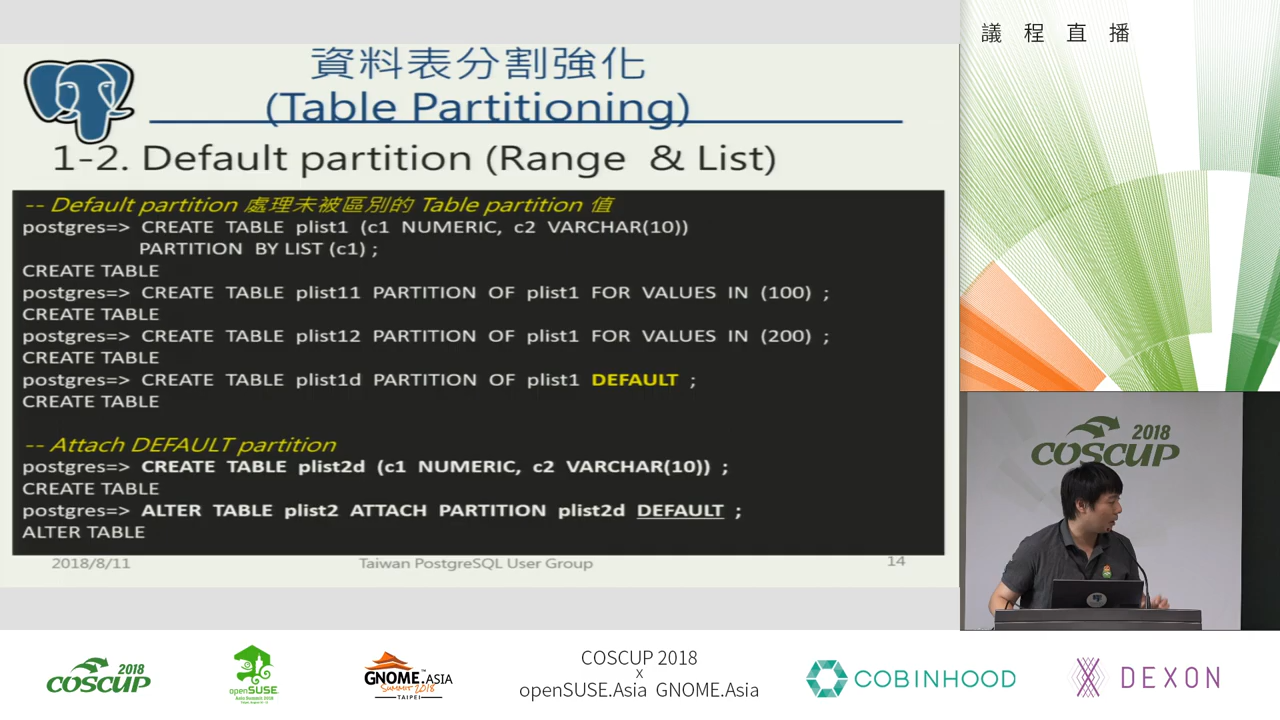 議程直播
資料表分割強化
(Table Partitioning)
1-2. Default partition (Range & List)
-- Default partition 處理未被區別的 Table partition 值
postgres=> CREATE TABLE plist1 (c1 NUMERIC, c2 VARCHAR(10))
PARTITION BY LIST (c1) ;
CREATE TABLE
postgres=> CREATE TABLE plist11 PARTITION OF plist1 FOR VALUES IN (100) ;
CREATE TABLE
postgres=> CREATE TABLE plist12 PARTITION OF plist1 FOR VALUES IN (200) ;
CREATE TABLE
postgres=> CREATE TABLE plist1d PARTITION OF plist1 DEFAULT ;
CREATE TABLE
-- Attach DEFAULT partition
postgres=> CREATE TABLE plist2d (c1 NUMERIC, c2 VARCHAR(10)) ;
CREATE TABLE
postgres=> ALTER TABLE plist2 ATTACH PARTITION plist2d DEFAULT ;
ALTER TABLE
2018/8/11
Taiwan PostgreSQL User Group
14
2018
COSCUP
2018
COSCUP
openSUSE
Asia Summit 2018
GNOME.ASIA
SUMMIT 2018
TAIPEI
COSCUP 2018
x
openSUSE.Asia GNOME.Asia
COBINHOOD
DEXON